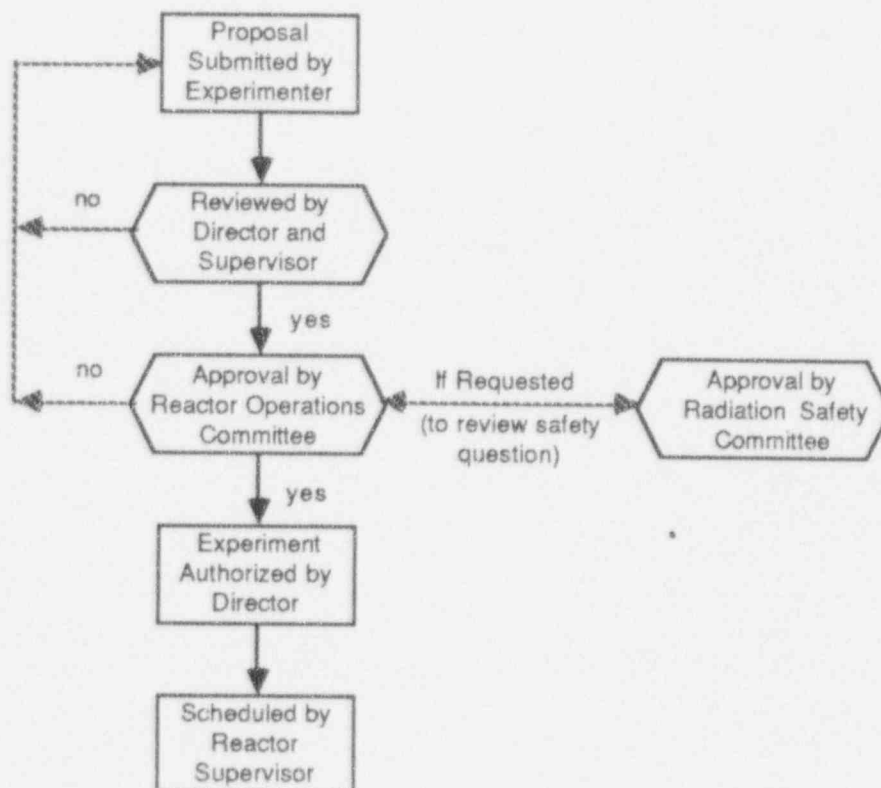 Proposal
Submitted by
Experimenter
no
Reviewed by
Director and
Supervisor
yes
no
Approval by
Reactor Operations
Committee
If Requested
(to review safety
question)
Approval by
Radiation Safety
Committee
yes
Experiment
Authorized by
Director
Scheduled by
Reactor
Supervisor